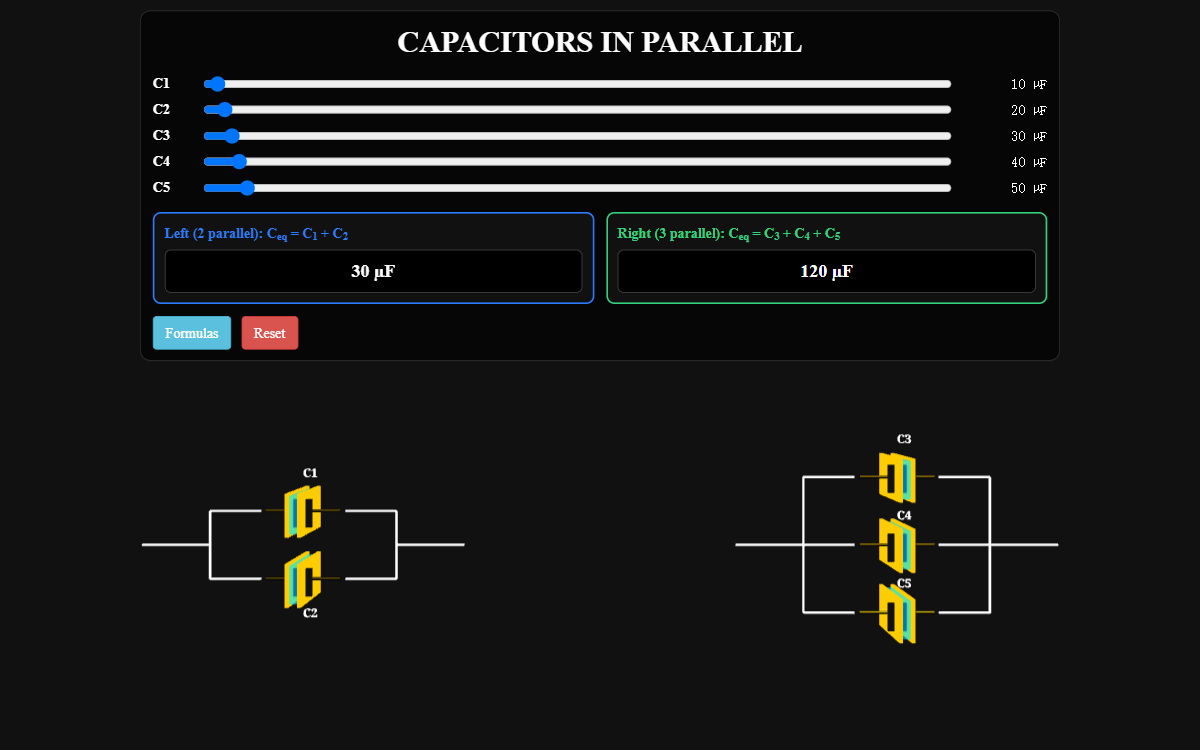 CAPACITORS IN PARALLEL
C1 10 µF
C2 20 µF
C3 30 µF
C4 40 µF
C5 50 µF
Left (2 parallel): Ceq = C1 + C2
30 µF
Right (3 parallel): Ceq = C3 + C4 + C5
120 µF
Formulas Reset
C1
C2
C3
C4
C5